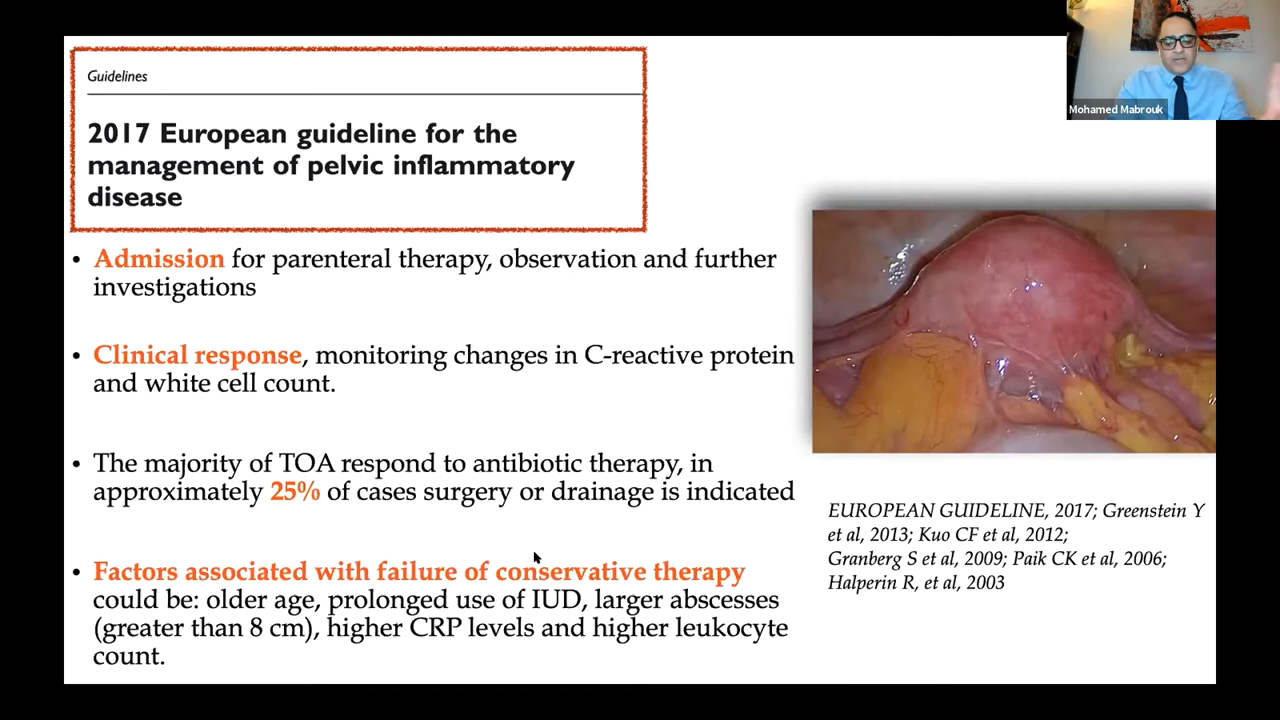 Mohamed Mabrouk
Guidelines
2017 European guideline for the
management of pelvic inflammatory
disease
• Admission for parenteral therapy, observation and further
investigations
• Clinical response, monitoring changes in C-reactive protein
and white cell count.
• The majority of TOA respond to antibiotic therapy, in
approximately 25% of cases surgery or drainage is indicated
• Factors associated with failure of conservative therapy
could be: older age, prolonged use of IUD, larger abscesses
(greater than 8 cm), higher CRP levels and higher leukocyte
count.
EUROPEAN GUIDELINE, 2017; Greenstein Y
et al, 2013; Kuo CF et al, 2012;
Granberg S et al, 2009; Paik CK et al, 2006;
Halperin R, et al, 2003